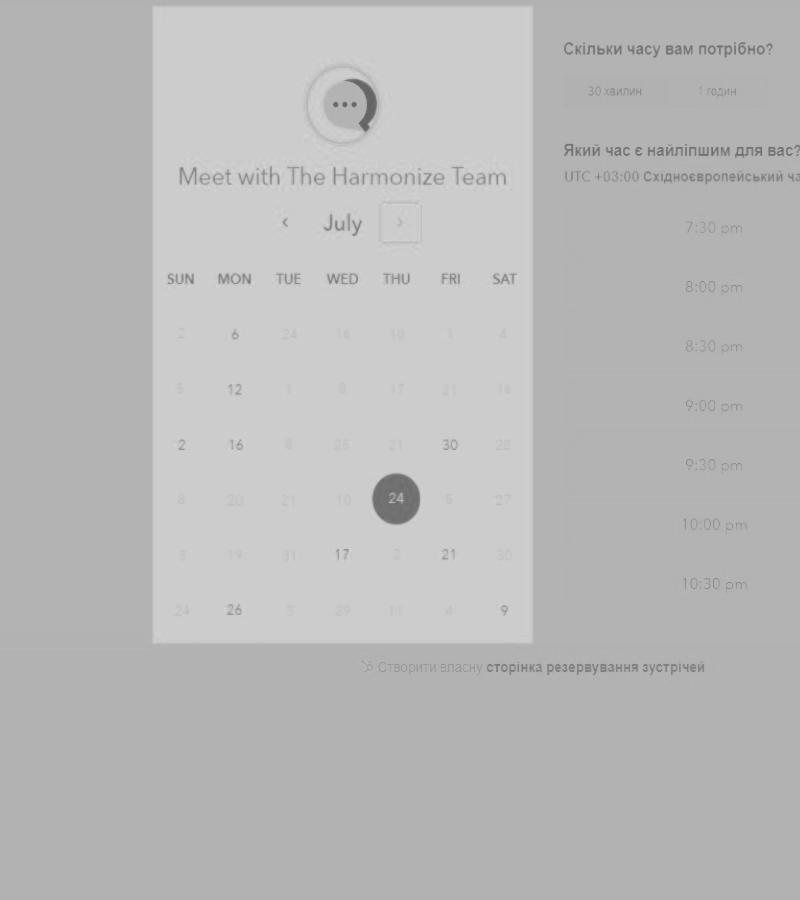 Meet with The Harmonize Team
July
SUN MON TUE WED THU FRI SAT
2 6 24 16 10 3 4
5 12 1 8 17 21 16
2 16 8 25 21 30 28
8 20 21 10 24 5 27
3 19 31 17 2 21 30
24 26 5 29 11 4 9
Скільки часу вам потрібно?
30 хвилин 1 годин
Який час є найліпшим для вас?
UTC +03:00 Східноєвропейський ча
7:30 pm
8:00 pm
8:30 pm
9:00 pm
9:30 pm
10:00 pm
10:30 pm
Створити власну сторінка резервування зустрічей